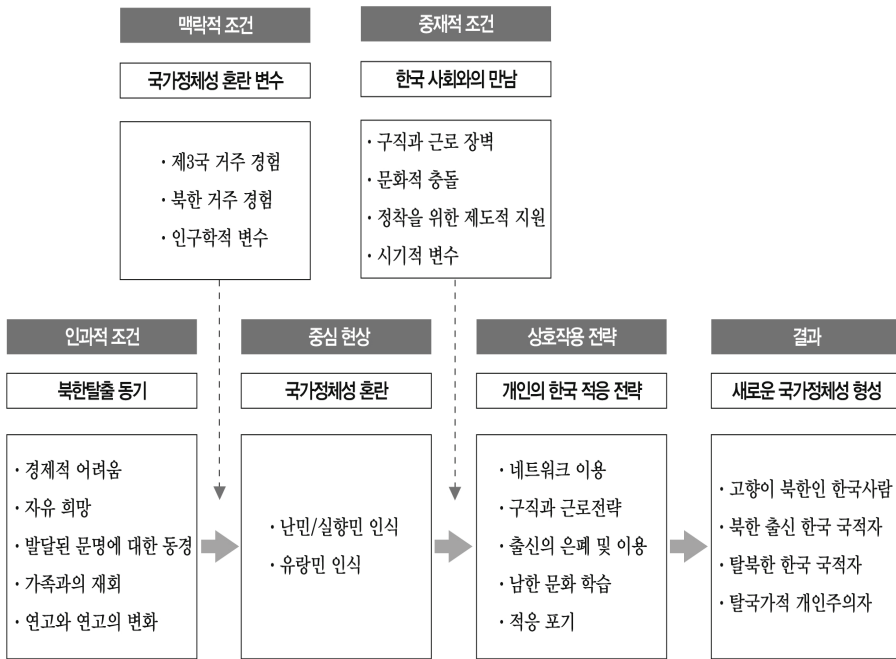 맥락적 조건
국가정체성 혼란 변수
· 제3국 거주 경험
· 북한 거주 경험
· 인구학적 변수
중재적 조건
한국 사회와의 만남
· 구직과 근로 장벽
· 문화적 충돌
· 정착을 위한 제도적 지원
· 시기적 변수
인과적 조건
북한탈출 동기
· 경제적 어려움
· 자유 희망
· 발달된 문명에 대한 동경
· 가족과의 재회
· 연고와 연고의 변화
중심 현상
국가정체성 혼란
· 난민/실향민 인식
· 유랑민 인식
상호작용 전략
개인의 한국 적응 전략
· 네트워크 이용
· 구직과 근로전략
· 출신의 은폐 및 이용
· 남한 문화 학습
· 적응 포기
결과
새로운 국가정체성 형성
· 고향이 북한인 한국사람
· 북한 출신 한국 국적자
· 탈북한 한국 국적자
· 탈국가적 개인주의자